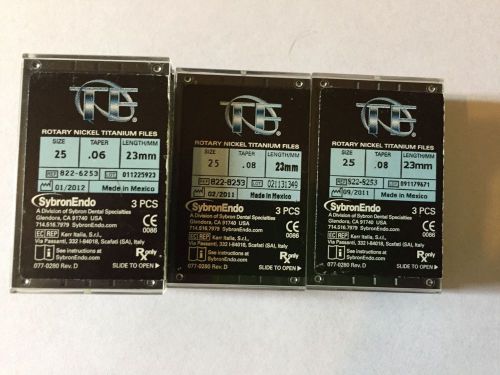 TF®
ROTARY NICKEL TITANIUM FILES
SIZE TAPER LENGTH/MM
25 .06 23mm
REF 822-6253 LOT 011225923
01/2012 Made in Mexico
SybronEndo 3 PCS
A Division of Sybron Dental Specialties
Glendora, CA 91740 USA
714.516.7979 SybronEndo.com
CE
0086
EC REP Kerr Italia, S.r.l.,
Via Passanti, 332 I-84018, Scafati (SA), Italy
See instructions at
SybronEndo.com
Rx only
077-0280 Rev. D SLIDE TO OPEN
TF®
ROTARY NICKEL TITANIUM FILES
SIZE TAPER LENGTH/MM
25 .08 23mm
REF 822-8253 LOT 021131349
02/2011 Made in Mexico
SybronEndo 3 PCS
A Division of Sybron Dental Specialties
Glendora, CA 91740 USA
714.516.7979 SybronEndo.com
CE
0086
EC REP Kerr Italia, S.r.l.,
Via Passanti, 332 I-84018, Scafati (SA), Italy
See instructions at
SybronEndo.com
Rx only
077-0280 Rev. D SLIDE TO OPEN
TF®
ROTARY NICKEL TITANIUM FILES
SIZE TAPER LENGTH/MM
25 .08 23mm
REF 822-8253 LOT 091179671
09/2011 Made in Mexico
SybronEndo 3 PCS
A Division of Sybron Dental Specialties
Glendora, CA 91740 USA
714.516.7979 SybronEndo.com
CE
0086
EC REP Kerr Italia, S.r.l.,
Via Passanti, 332 I-84018, Scafati (SA), Italy
See instructions at
SybronEndo.com
Rx only
077-0280 Rev. D SLIDE TO OPEN